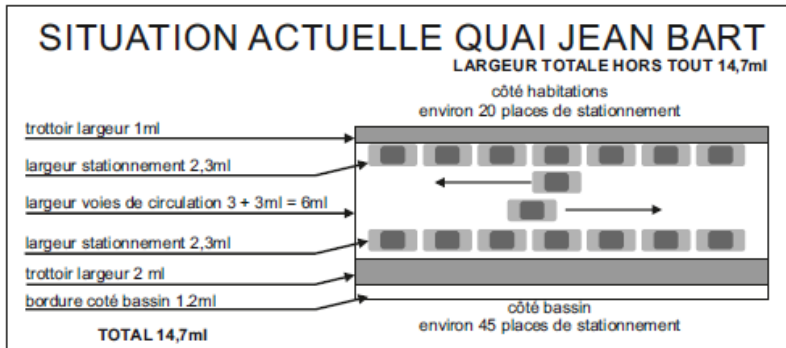 SITUATION ACTUELLE QUAI JEAN BART
LARGEUR TOTALE HORS TOUT 14,7ml
côté habitations
environ 20 places de stationnement
trottoir largeur 1ml
largeur stationnement 2,3ml
largeur voies de circulation 3 + 3ml = 6ml
largeur stationnement 2,3ml
trottoir largeur 2 ml
bordure coté bassin 1.2ml
TOTAL 14,7ml
côté bassin
environ 45 places de stationnement